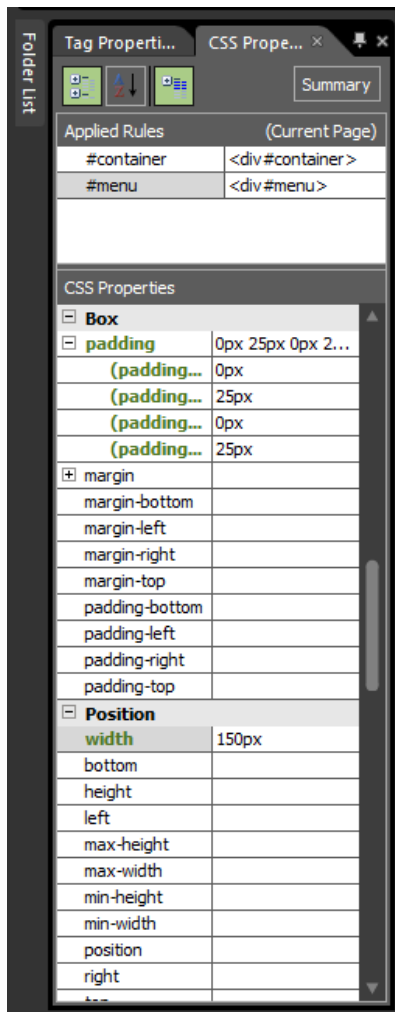 Folder List
Tag Properti... CSS Prope... ×
Summary
Applied Rules (Current Page)
#container <div#container>
#menu <div#menu>
CSS Properties
Box
padding 0px 25px 0px 2...
(padding... 0px
(padding... 25px
(padding... 0px
(padding... 25px
margin
margin-bottom
margin-left
margin-right
margin-top
padding-bottom
padding-left
padding-right
padding-top
Position
width 150px
bottom
height
left
max-height
max-width
min-height
min-width
position
right